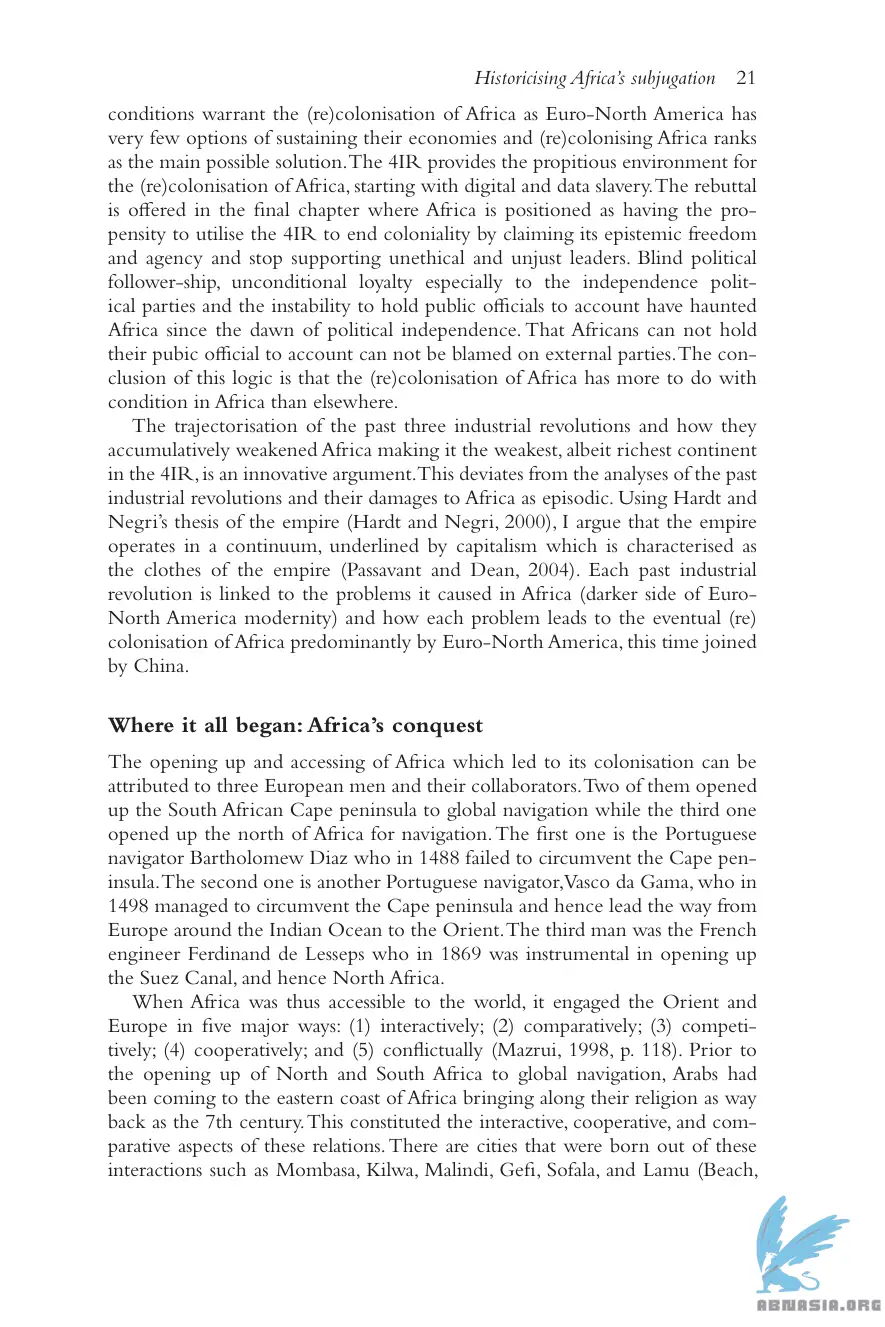 Historicising Africa's subjugation 21
conditions warrant the (re)colonisation of Africa as Euro-North America has
very few options of sustaining their economies and (re)colonising Africa ranks
as the main possible solution. The 4IR provides the propitious environment for
the (re)colonisation of Africa, starting with digital and data slavery. The rebuttal
is offered in the final chapter where Africa is positioned as having the pro-
pensity to utilise the 4IR to end coloniality by claiming its epistemic freedom
and agency and stop supporting unethical and unjust leaders. Blind political
follower-ship, unconditional loyalty especially to the independence polit-
ical parties and the instability to hold public officials to account have haunted
Africa since the dawn of political independence. That Africans can not hold
their pubic official to account can not be blamed on external parties. The con-
clusion of this logic is that the (re)colonisation of Africa has more to do with
condition in Africa than elsewhere.
The trajectorisation of the past three industrial revolutions and how they
accumulatively weakened Africa making it the weakest, albeit richest continent
in the 4IR, is an innovative argument. This deviates from the analyses of the past
industrial revolutions and their damages to Africa as episodic. Using Hardt and
Negri's thesis of the empire (Hardt and Negri, 2000), I argue that the empire
operates in a continuum, underlined by capitalism which is characterised as
the clothes of the empire (Passavant and Dean, 2004). Each past industrial
revolution is linked to the problems it caused in Africa (darker side of Euro-
North America modernity) and how each problem leads to the eventual (re)
colonisation of Africa predominantly by Euro-North America, this time joined
by China.
Where it all began: Africa's conquest
The opening up and accessing of Africa which led to its colonisation can be
attributed to three European men and their collaborators. Two of them opened
up the South African Cape peninsula to global navigation while the third one
opened up the north of Africa for navigation. The first one is the Portuguese
navigator Bartholomew Diaz who in 1488 failed to circumvent the Cape pen-
insula. The second one is another Portuguese navigator, Vasco da Gama, who in
1498 managed to circumvent the Cape peninsula and hence lead the way from
Europe around the Indian Ocean to the Orient. The third man was the French
engineer Ferdinand de Lesseps who in 1869 was instrumental in opening up
the Suez Canal, and hence North Africa.
When Africa was thus accessible to the world, it engaged the Orient and
Europe in five major ways: (1) interactively; (2) comparatively; (3) competi-
tively; (4) cooperatively; and (5) conflictually (Mazrui, 1998, p. 118). Prior to
the opening up of North and South Africa to global navigation, Arabs had
been coming to the eastern coast of Africa bringing along their religion as way
back as the 7th century. This constituted the interactive, cooperative, and com-
parative aspects of these relations. There are cities that were born out of these
interactions such as Mombasa, Kilwa, Malindi, Gefi, Sofala, and Lamu (Beach,
ABNASIA.ORG